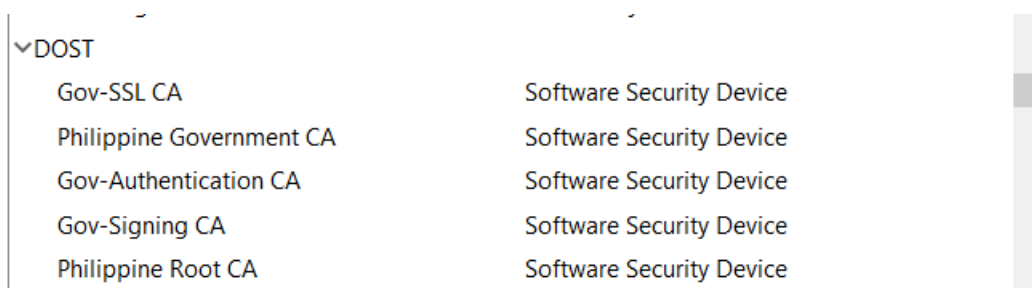 DOST
Gov-SSL CA Software Security Device
Philippine Government CA Software Security Device
Gov-Authentication CA Software Security Device
Gov-Signing CA Software Security Device
Philippine Root CA Software Security Device